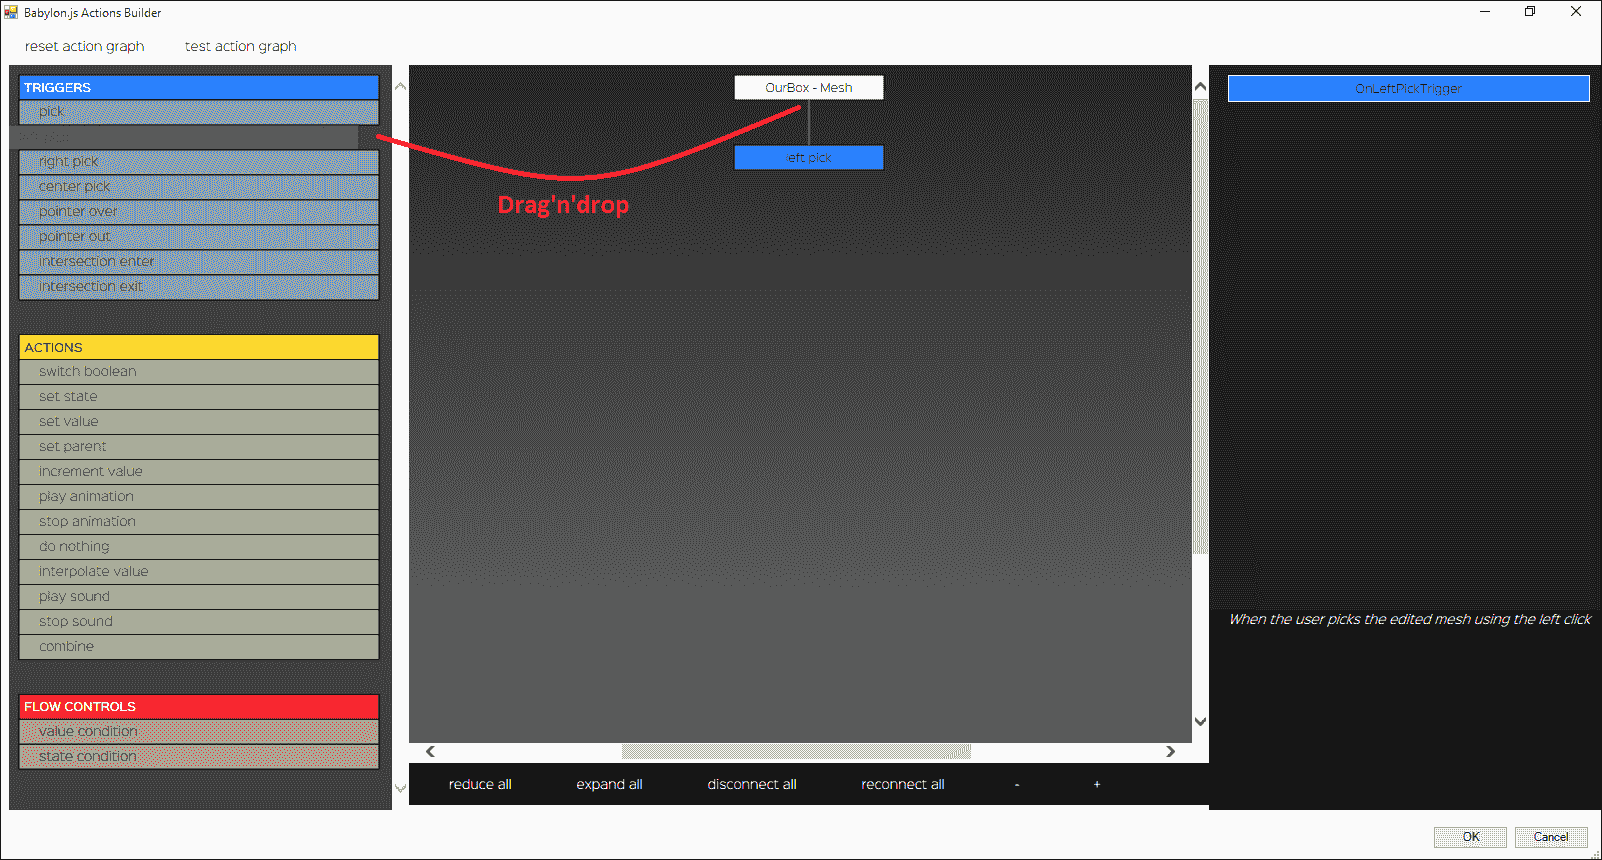 Babylon.js Actions Builder
reset action graph
test action graph
TRIGGERS
pick
right pick
center pick
pointer over
pointer out
intersection enter
intersection exit
ACTIONS
switch boolean
set state
set value
set parent
increment value
play animation
stop animation
do nothing
interpolate value
play sound
stop sound
combine
FLOW CONTROLS
value condition
state condition
OurBox - Mesh
left pick
Drag'n'drop
reduce all
expand all
disconnect all
reconnect all
-
+
OnLeftPickTrigger
When the user picks the edited mesh using the left click
OK
Cancel